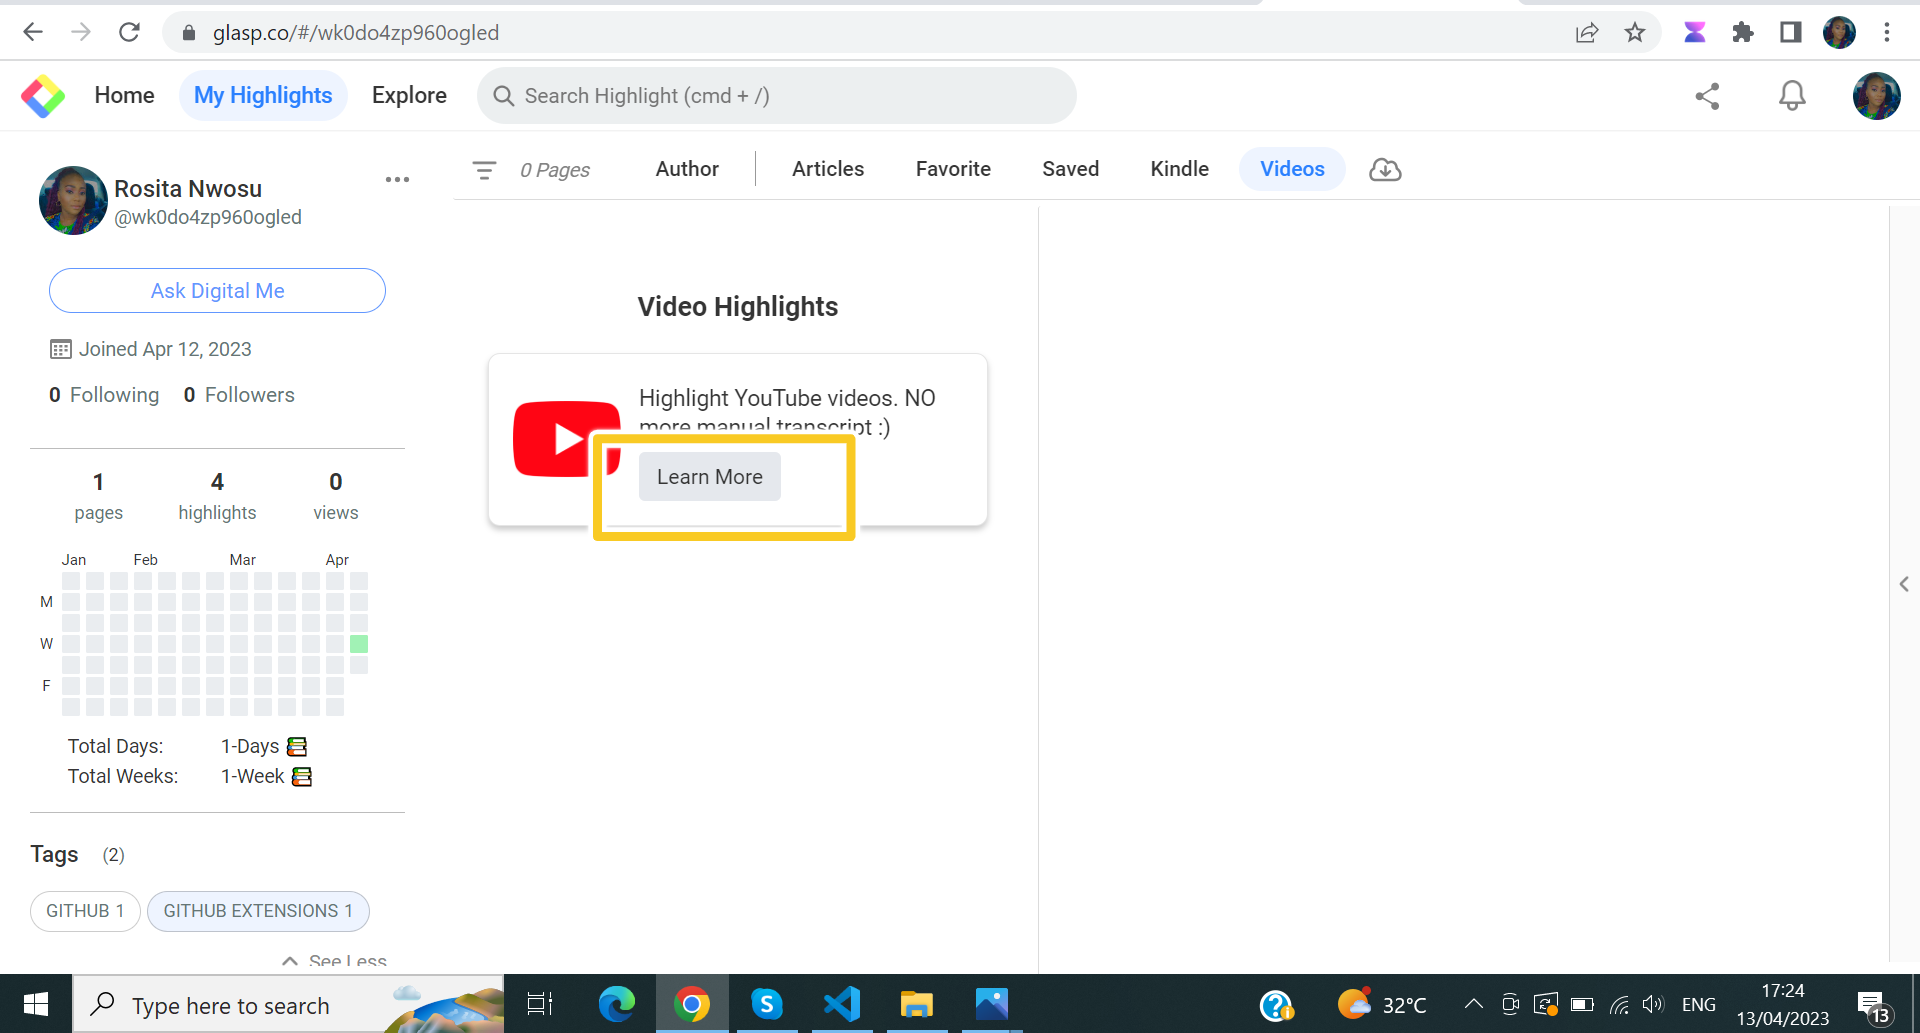 glasp.co/#/wk0do4zp960ogled
Home
My Highlights
Explore
Search Highlight (cmd + /)
Rosita Nwosu
@wk0do4zp960ogled
Ask Digital Me
Joined Apr 12, 2023
0 Following 0 Followers
1 4 0
pages highlights views
Jan Feb Mar Apr
M
W
F
Total Days: 1-Days
Total Weeks: 1-Week
Tags (2)
GITHUB 1 GITHUB EXTENSIONS 1
See Less
0 Pages Author Articles Favorite Saved Kindle Videos
Video Highlights
Highlight YouTube videos. NO
more manual transcript :)
Learn More
Type here to search
S
32°C
ENG
17:24
13/04/2023
13